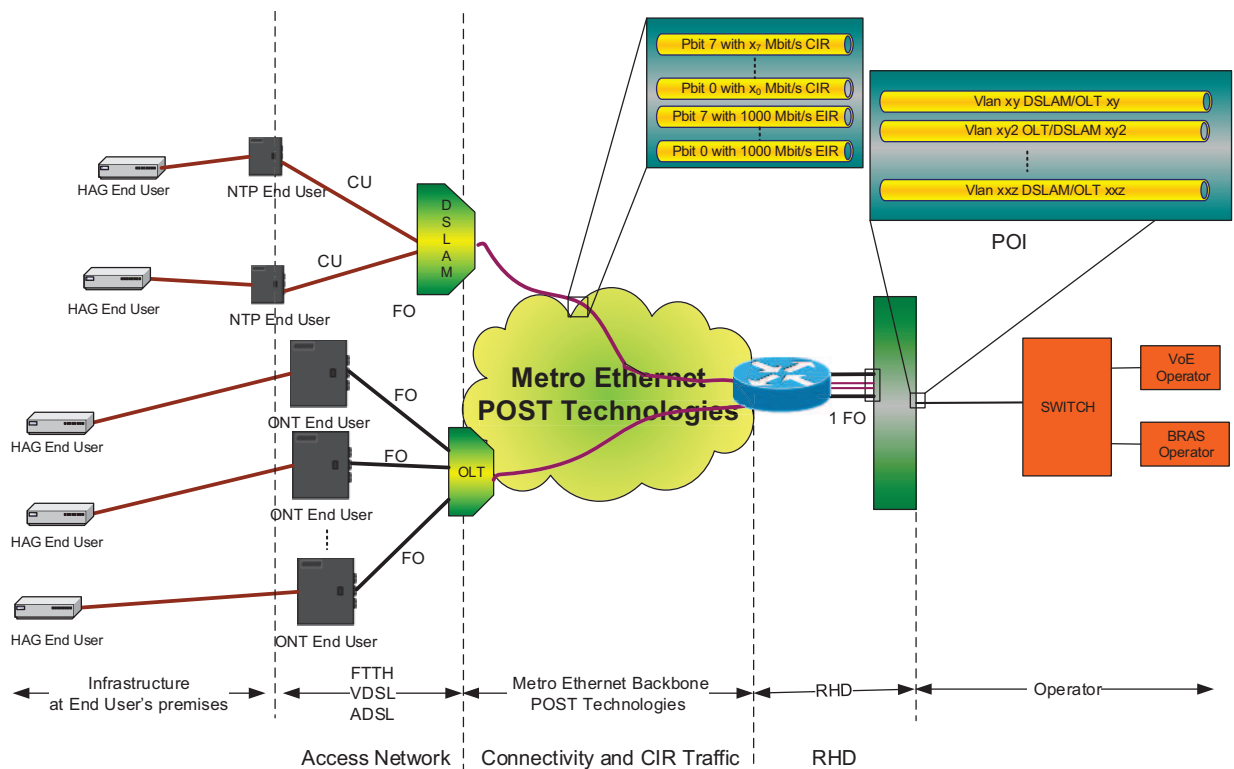 Pbit 7 with x7 Mbit/s CIR
Pbit 0 with x0 Mbit/s CIR
Pbit 7 with 1000 Mbit/s EIR
Pbit 0 with 1000 Mbit/s EIR
Vlan xy DSLAM/OLT xy
Vlan xy2 OLT/DSLAM xy2
Vlan xxz DSLAM/OLT xxz
POI
HAG End User
NTP End User
CU
DSLAM
HAG End User
NTP End User
CU
FO
Metro Ethernet
POST Technologies
1 FO
SWITCH
VoE
Operator
BRAS
Operator
HAG End User
ONT End User
FO
HAG End User
ONT End User
FO
OLT
FO
HAG End User
ONT End User
Infrastructure
at End User's premises
FTTH
VDSL
ADSL
Metro Ethernet Backbone
POST Technologies
RHD
Operator
Access Network
Connectivity and CIR Traffic
RHD